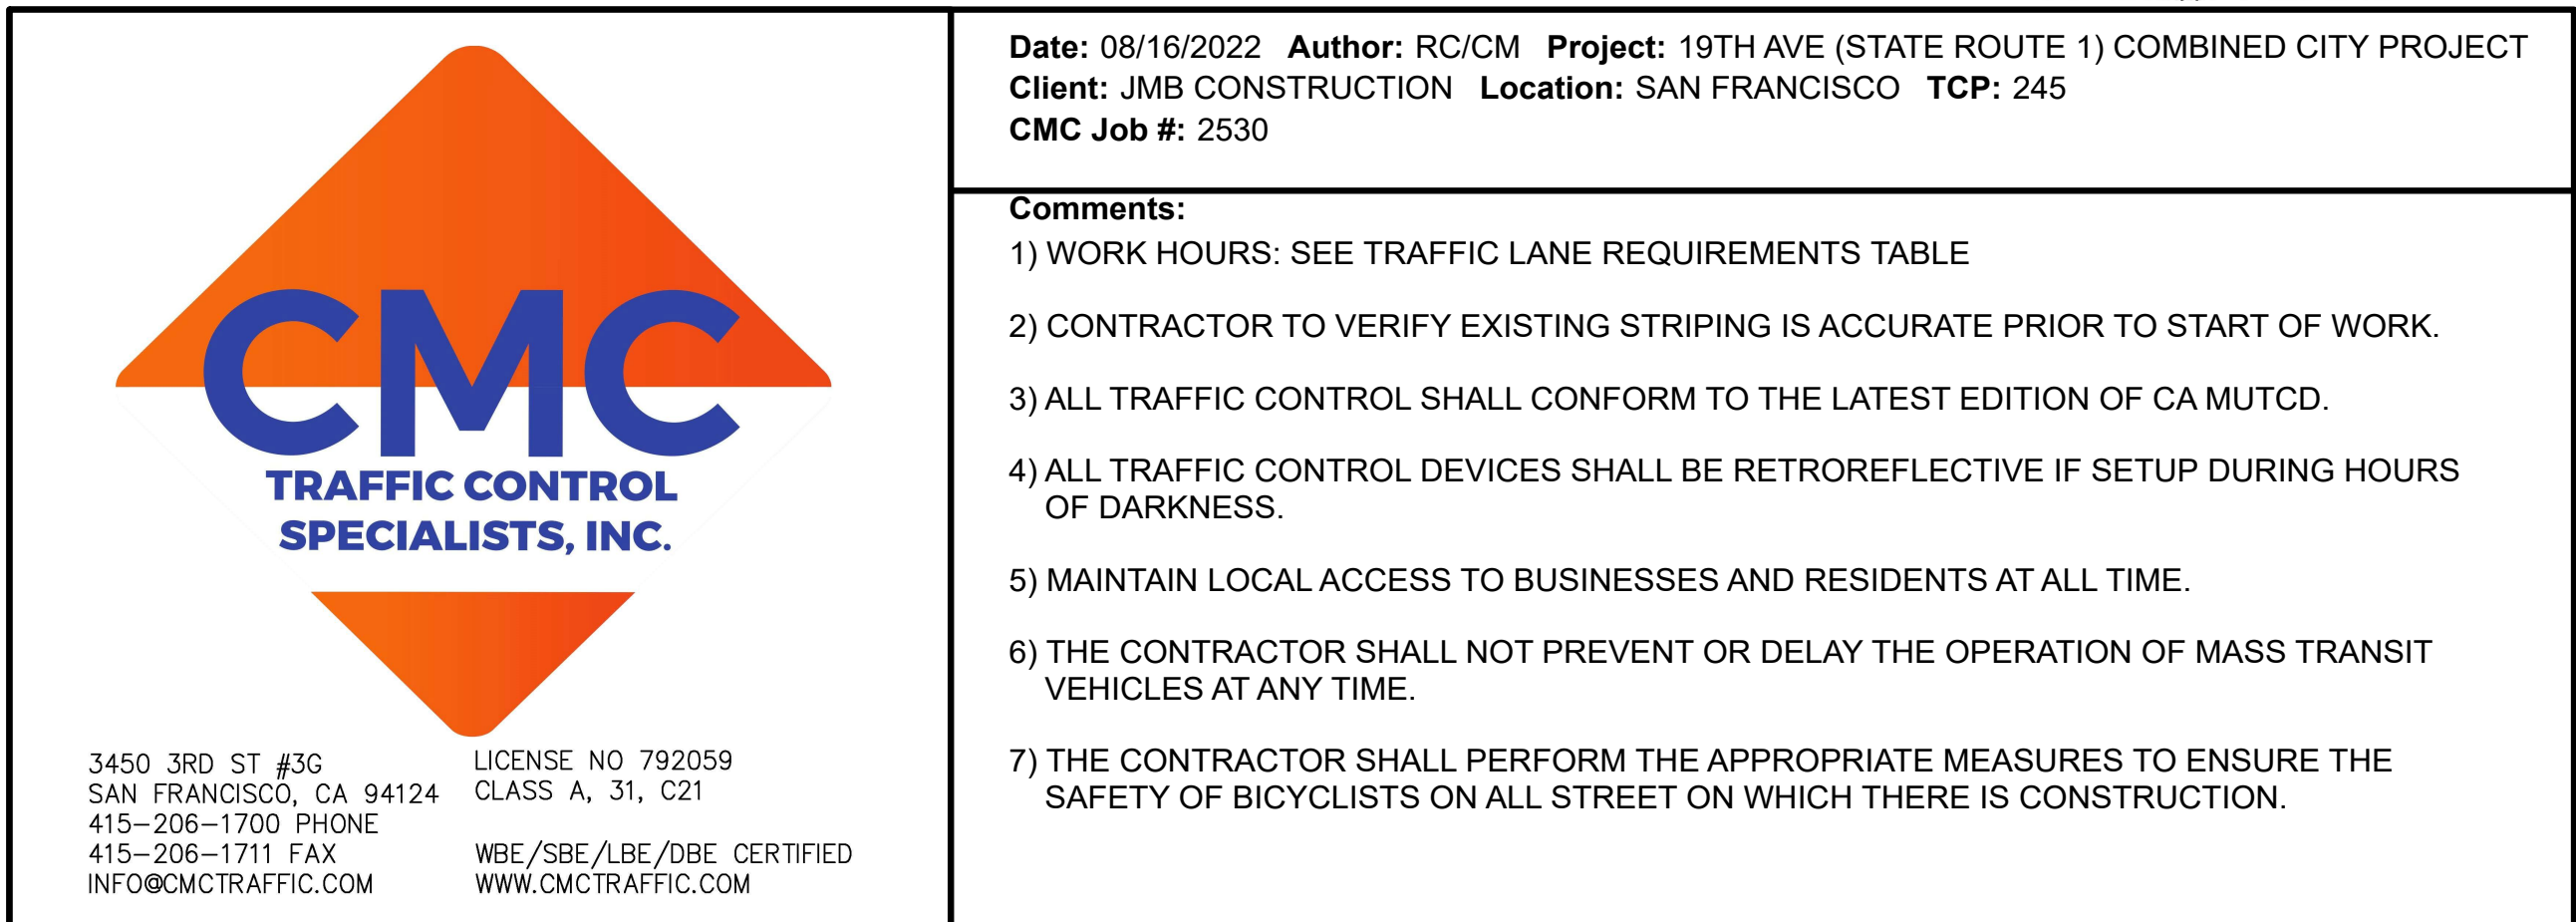 CMC
TRAFFIC CONTROL
SPECIALISTS, INC.
3450 3RD ST #3G
SAN FRANCISCO, CA 94124
415-206-1700 PHONE
415-206-1711 FAX
INFO@CMCTRAFFIC.COM
LICENSE NO 792059
CLASS A, 31, C21
WBE/SBE/LBE/DBE CERTIFIED
WWW.CMCTRAFFIC.COM
Date: 08/16/2022 Author: RC/CM Project: 19TH AVE (STATE ROUTE 1) COMBINED CITY PROJECT
Client: JMB CONSTRUCTION Location: SAN FRANCISCO TCP: 245
CMC Job #: 2530
Comments:
1) WORK HOURS: SEE TRAFFIC LANE REQUIREMENTS TABLE
2) CONTRACTOR TO VERIFY EXISTING STRIPING IS ACCURATE PRIOR TO START OF WORK.
3) ALL TRAFFIC CONTROL SHALL CONFORM TO THE LATEST EDITION OF CA MUTCD.
4) ALL TRAFFIC CONTROL DEVICES SHALL BE RETROREFLECTIVE IF SETUP DURING HOURS
OF DARKNESS.
5) MAINTAIN LOCAL ACCESS TO BUSINESSES AND RESIDENTS AT ALL TIME.
6) THE CONTRACTOR SHALL NOT PREVENT OR DELAY THE OPERATION OF MASS TRANSIT
VEHICLES AT ANY TIME.
7) THE CONTRACTOR SHALL PERFORM THE APPROPRIATE MEASURES TO ENSURE THE
SAFETY OF BICYCLISTS ON ALL STREET ON WHICH THERE IS CONSTRUCTION.